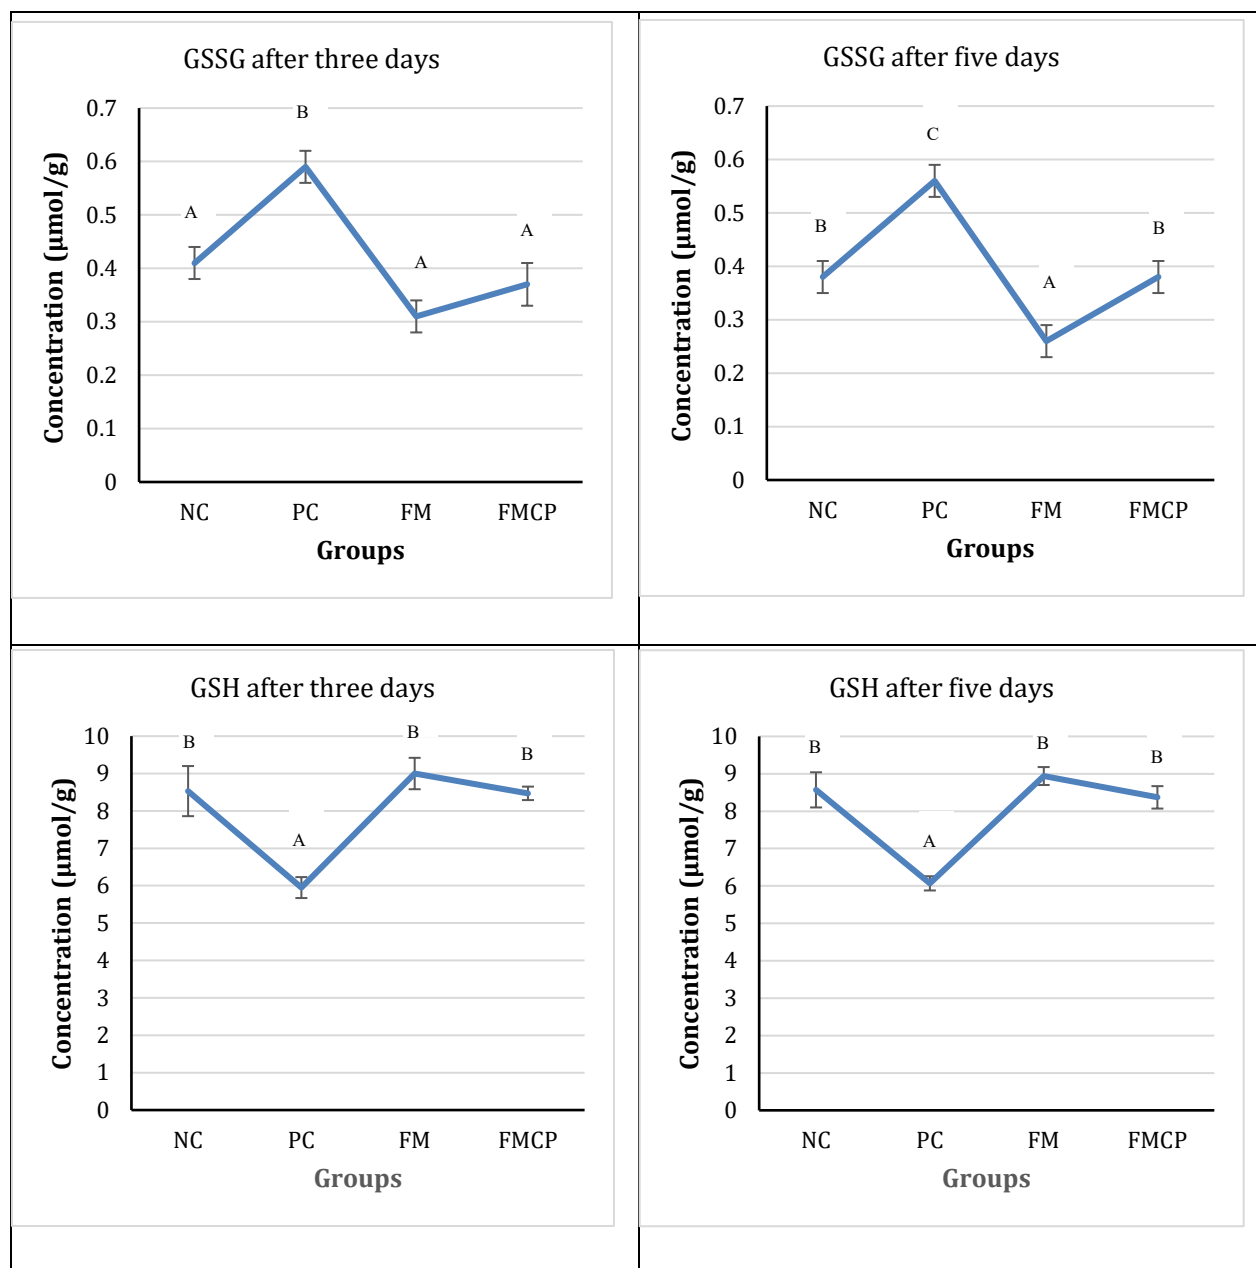 GSSG after three days
0.7
0.6
0.5
0.4
0.3
0.2
0.1
0
Concentration (µmol/g)
A
B
A
A
NC PC FM FMCP
Groups
GSSG after five days
0.7
0.6
0.5
0.4
0.3
0.2
0.1
0
Concentration (µmol/g)
B
C
A
B
NC PC FM FMCP
Groups
GSH after three days
10
9
8
7
6
5
4
3
2
1
0
Concentration (µmol/g)
B
A
B
B
NC PC FM FMCP
Groups
GSH after five days
10
9
8
7
6
5
4
3
2
1
0
Concentration (µmol/g)
B
A
B
B
NC PC FM FMCP
Groups